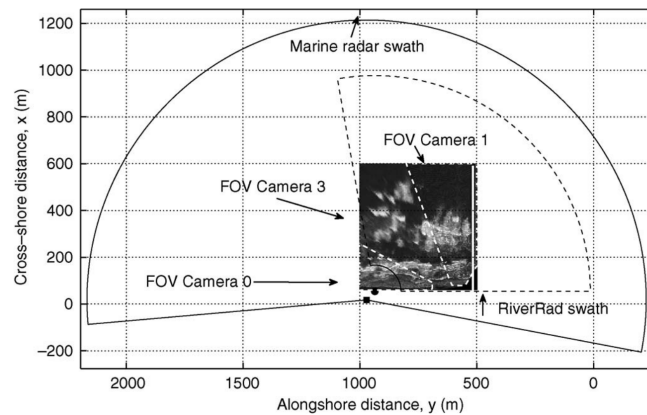 1200
Marine radar swath
1000
800
FOV Camera 1
600
FOV Camera 3
400
200
FOV Camera 0
0
RiverRad swath
−200
2000
1500
1000
500
0
Cross−shore distance, x (m)
Alongshore distance, y (m)